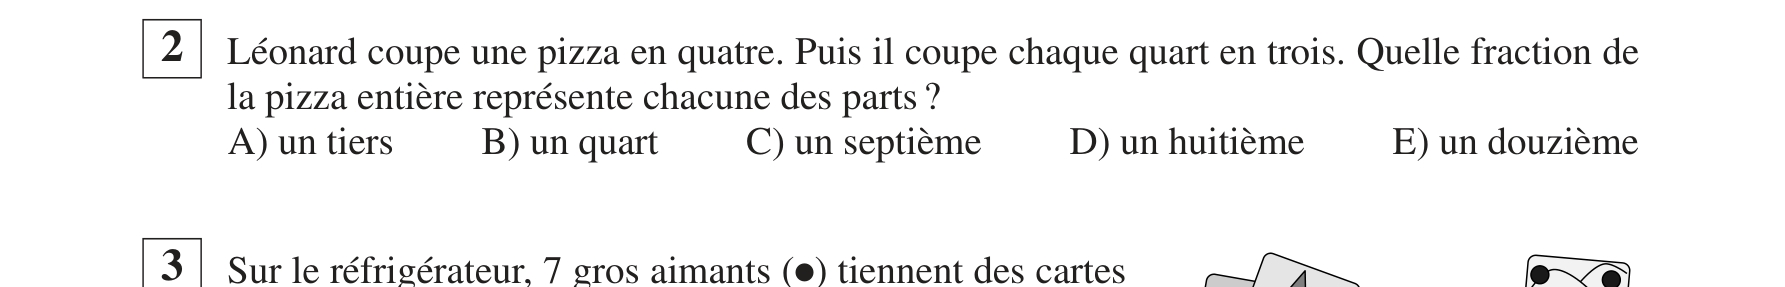 2 Léonard coupe une pizza en quatre. Puis il coupe chaque quart en trois. Quelle fraction de
la pizza entière représente chacune des parts ?
A) un tiers B) un quart C) un septième D) un huitième E) un douzième
3 Sur le réfrigérateur, 7 gros aimants (●) tiennent des cartes